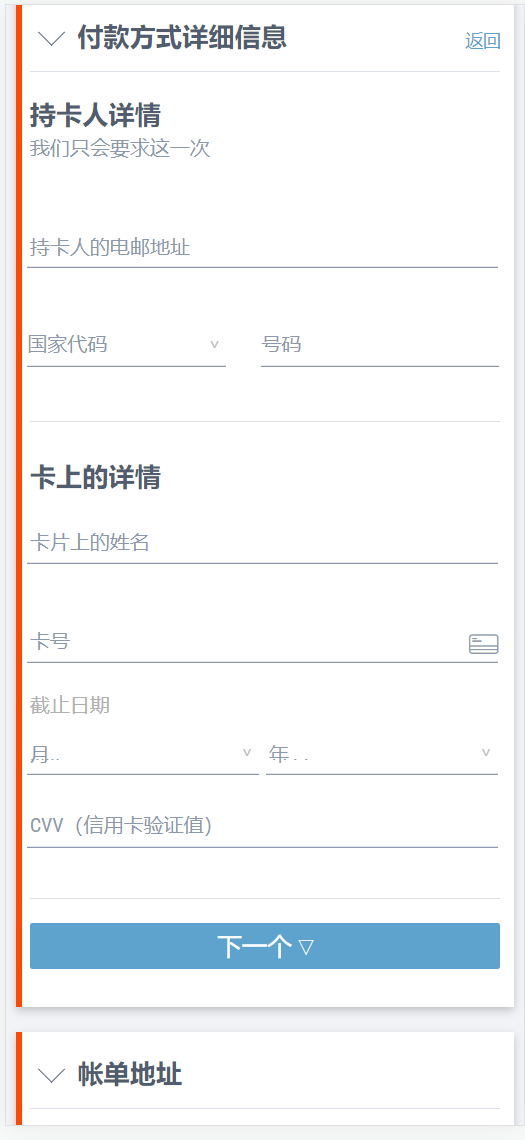 付款方式详细信息
返回
持卡人详情
我们只会要求这一次
持卡人的电邮地址
国家代码 号码
卡上的详情
卡片上的姓名
卡号
截止日期
月.. 年..
CVV（信用卡验证值）
下一个 ▽
帐单地址